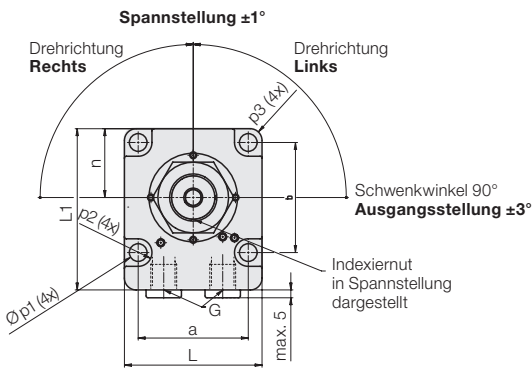 Spannstellung ±1°
Drehrichtung
Rechts
Drehrichtung
Links
p3 (4x)
n
L1
b
p2 (4x)
Schwenkwinkel 90°
Ausgangsstellung ±3°
Indexiernut
in Spannstellung
dargestellt
Ø p1 (4x)
G
a
max. 5
L